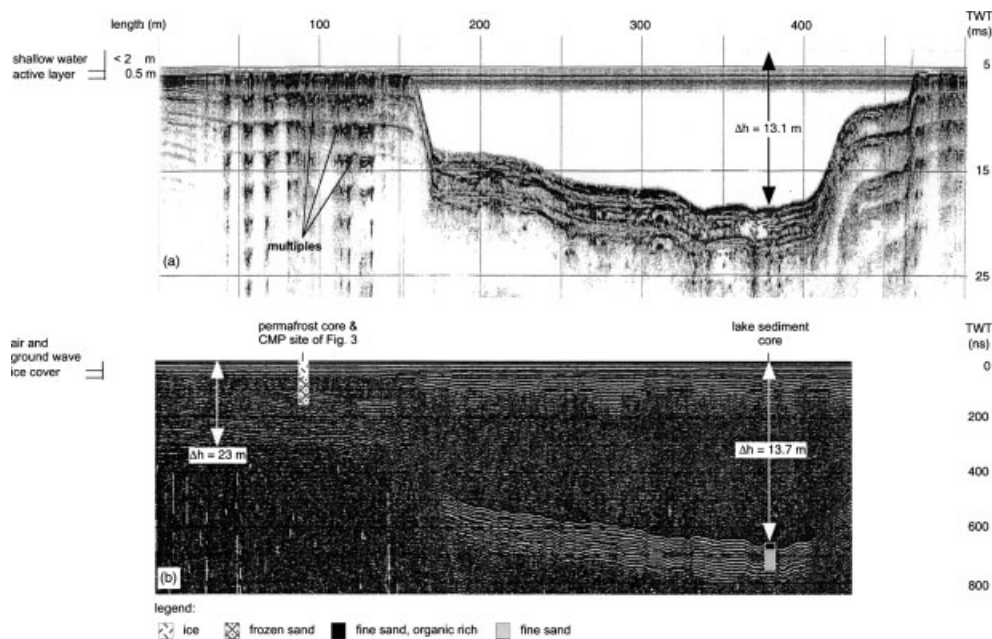 length (m) 100 200 300 400 TWT
(ms)
shallow water < 2 m
active layer 0.5 m
5
Δh = 13.1 m
15
multiples
(a)
25
permafrost core &
CMP site of Fig. 3
lake sediment
core
TWT
(ns)
air and
ground wave
ice cover
0
200
Δh = 23 m
Δh = 13.7 m
400
600
(b)
800
legend:
ice frozen sand fine sand, organic rich fine sand